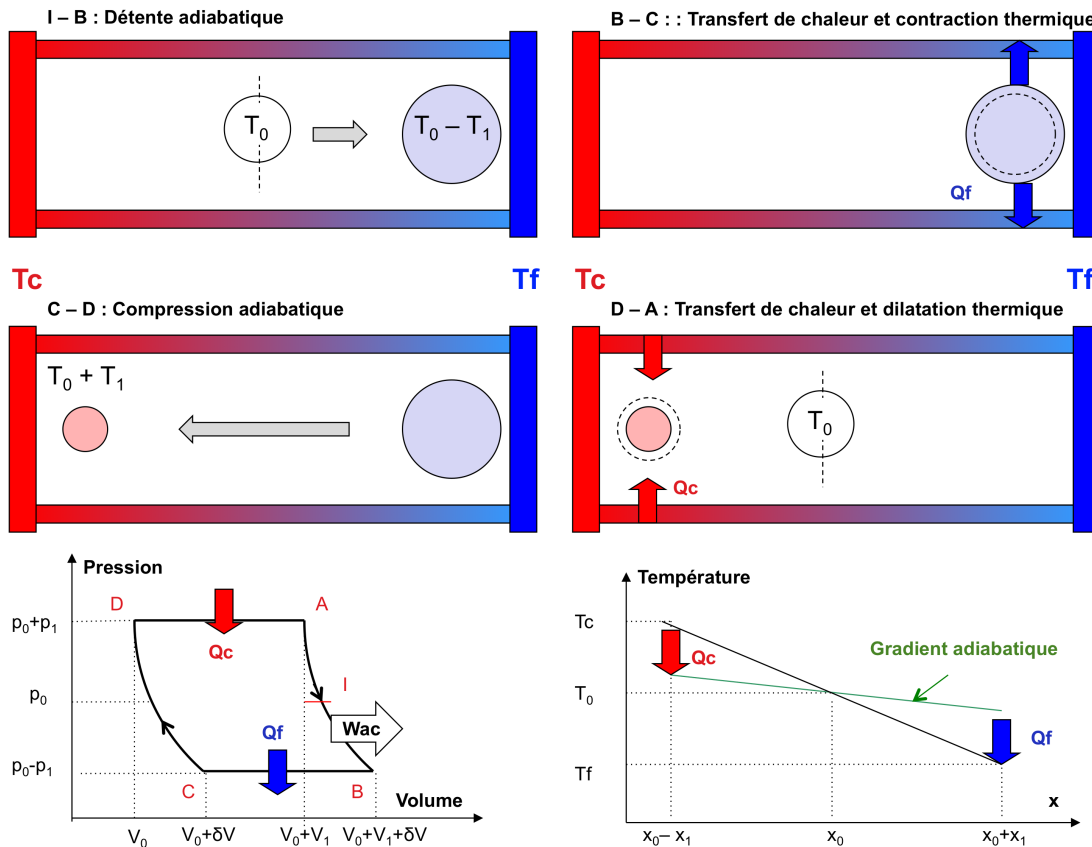 I – B : Détente adiabatique
B – C : : Transfert de chaleur et contraction thermique
T0
T0 – T1
Qf
Tc
Tf
Tc
Tf
C – D : Compression adiabatique
D – A : Transfert de chaleur et dilatation thermique
T0 + T1
T0
Qc
Pression
D
A
p0+p1
Qc
I
p0
Wac
Qf
p0-p1
C
B
Volume
V0
V0+δV
V0+V1
V0+V1+δV
Température
Tc
Qc
Gradient adiabatique
T0
Qf
Tf
x
x0– x1
x0
x0+x1